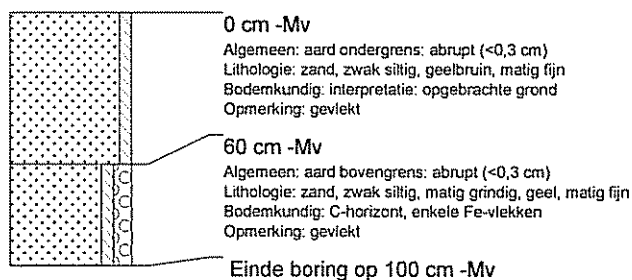 0 cm -Mv
Algemeen: aard ondergrens: abrupt (<0,3 cm)
Lithologie: zand, zwak siltig, geelbruin, matig fijn
Bodemkundig: interpretatie: opgebrachte grond
Opmerking: gevlekt
60 cm -Mv
Algemeen: aard bovengrens: abrupt (<0,3 cm)
Lithologie: zand, zwak siltig, matig grindig, geel, matig fijn
Bodemkundig: C-horizont, enkele Fe-vlekken
Opmerking: gevlekt
Einde boring op 100 cm -Mv